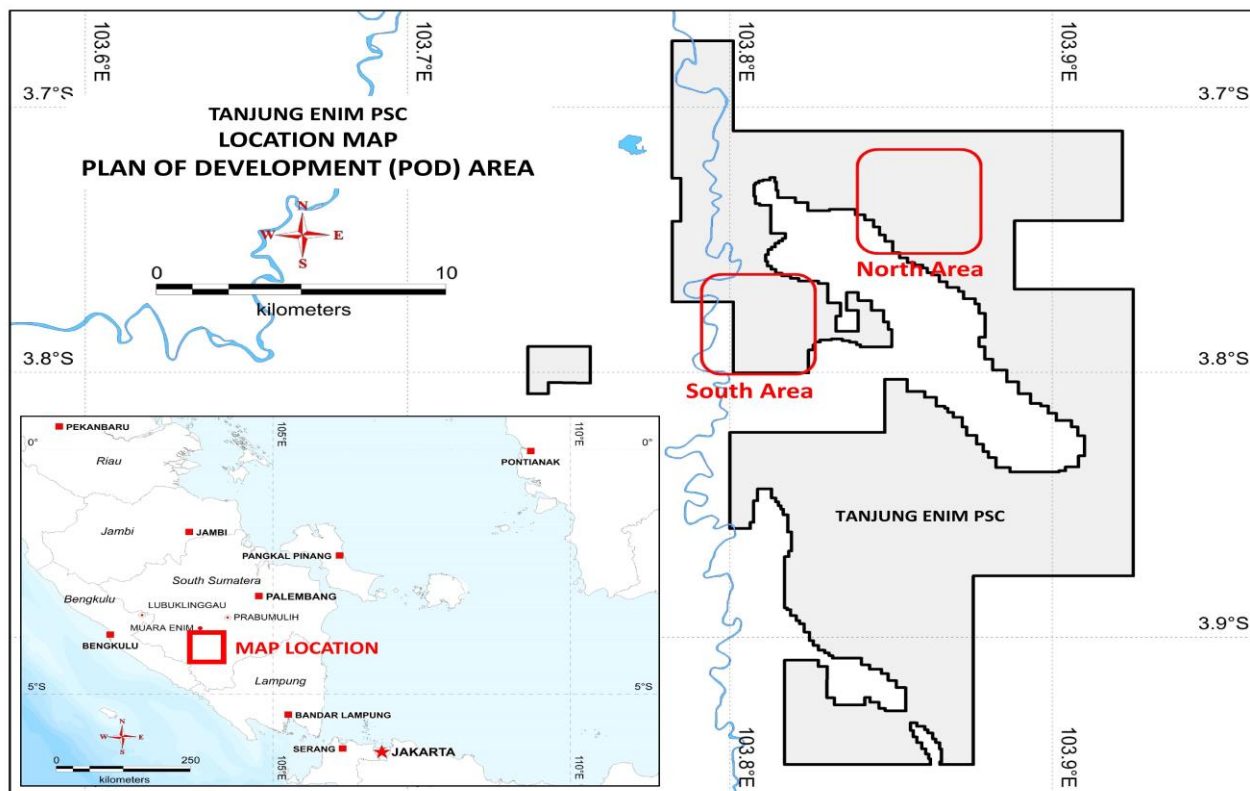 103.6°E
103.7°E
103.8°E
103.9°E
3.7°S
3.7°S
TANJUNG ENIM PSC
LOCATION MAP
PLAN OF DEVELOPMENT (POD) AREA
N
W E
S
0 10
kilometers
North Area
3.8°S
3.8°S
South Area
TANJUNG ENIM PSC
3.9°S
3.9°S
103.8°E
103.9°E
105°E
110°E
0°
0°
PEKANBARU
Riau
PONTIANAK
JAMBI
Jambi
PANGKAL PINANG
South Sumatera
Bengkulu
PALEMBANG
LUBUKLINGGAU
PRABUMULIH
MUARA ENIM
BENGKULU
MAP LOCATION
Lampung
5°S
5°S
BANDAR LAMPUNG
SERANG
JAKARTA
N
W E
S
0 250
kilometers
105°E
110°E